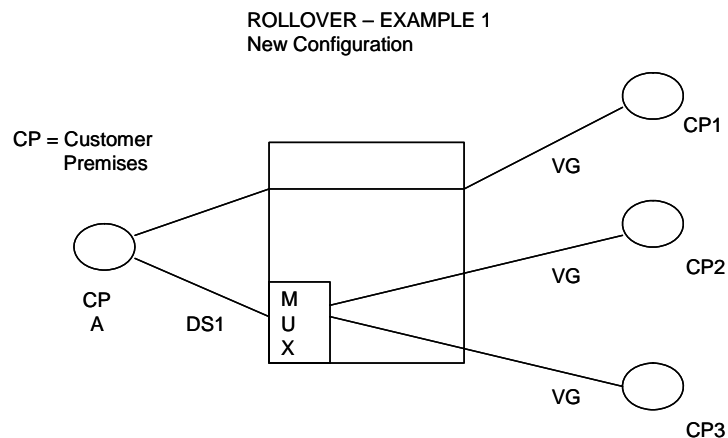 ROLLOVER – EXAMPLE 1
New Configuration
CP1
CP = Customer
Premises
VG
CP2
VG
CP
A
DS1
M
U
X
VG
CP3